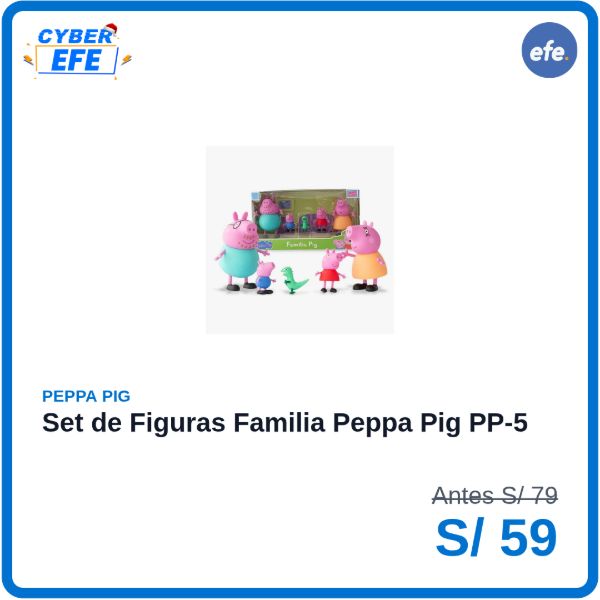 CYBER
EFE
efe.
Familia Pig
PEPPA PIG
Set de Figuras Familia Peppa Pig PP-5
Antes S/ 79
S/ 59